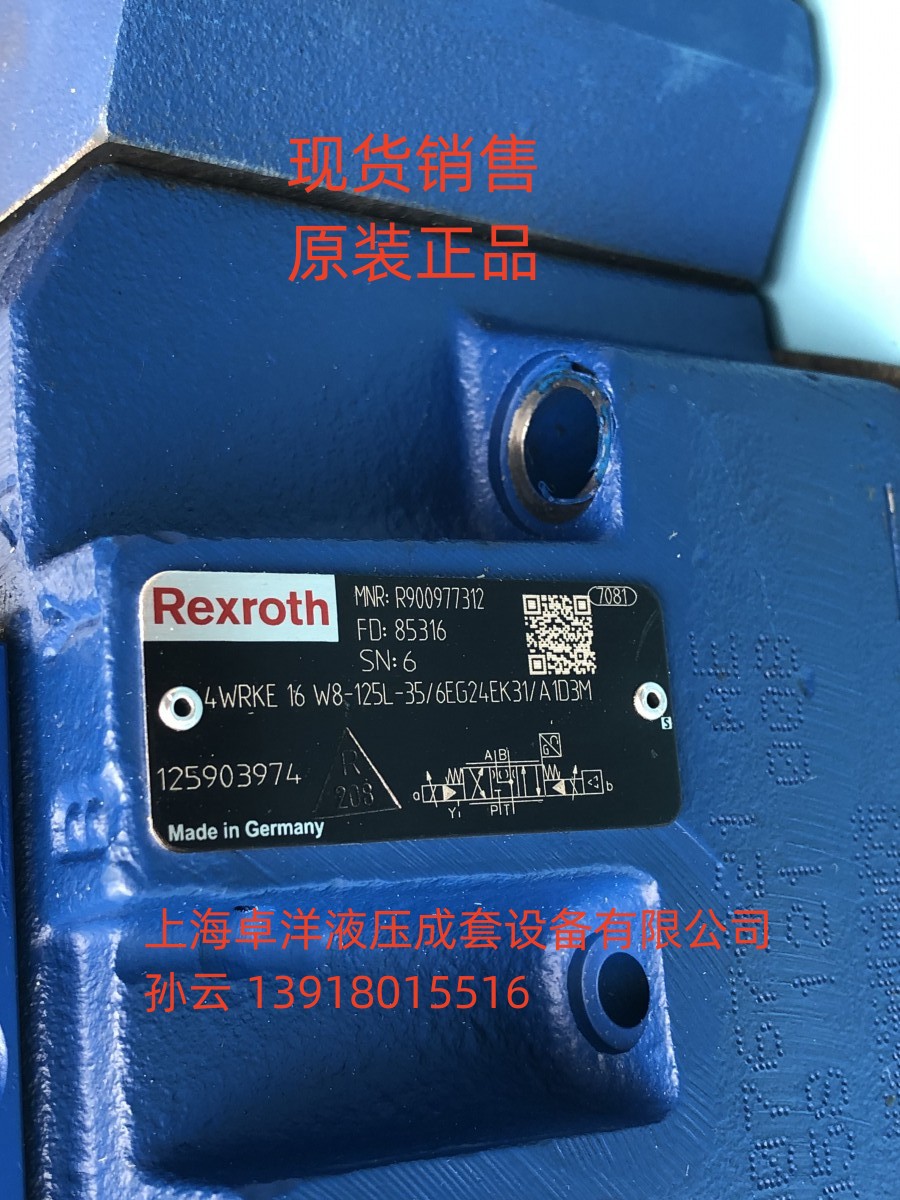 现货销售
原装正品
Rexroth
MNR: R900977312
7081
FD: 85316
SN: 6
4WRKE 16 W8-125L-35/6EG24EK31/A1D3M
S
125903974
R
208
A B
G
a
b
Y
P T
Made in Germany
B
上海卓洋液压成套设备有限公司
孙云 13918015516